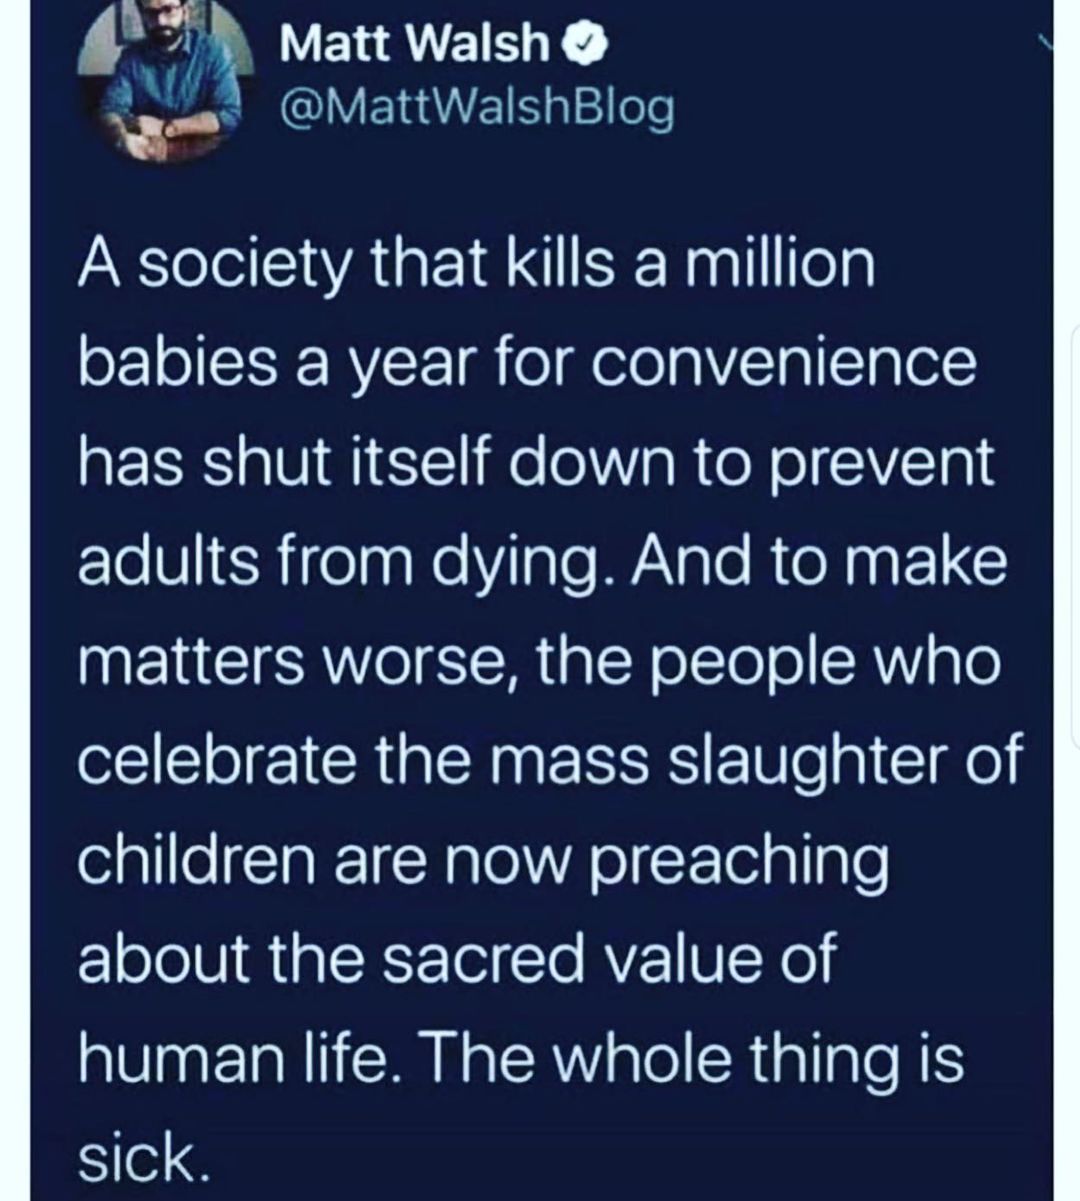 Matt Walsh
@MattWalshBlog
A society that kills a million
babies a year for convenience
has shut itself down to prevent
adults from dying. And to make
matters worse, the people who
celebrate the mass slaughter of
children are now preaching
about the sacred value of
human life. The whole thing is
sick.